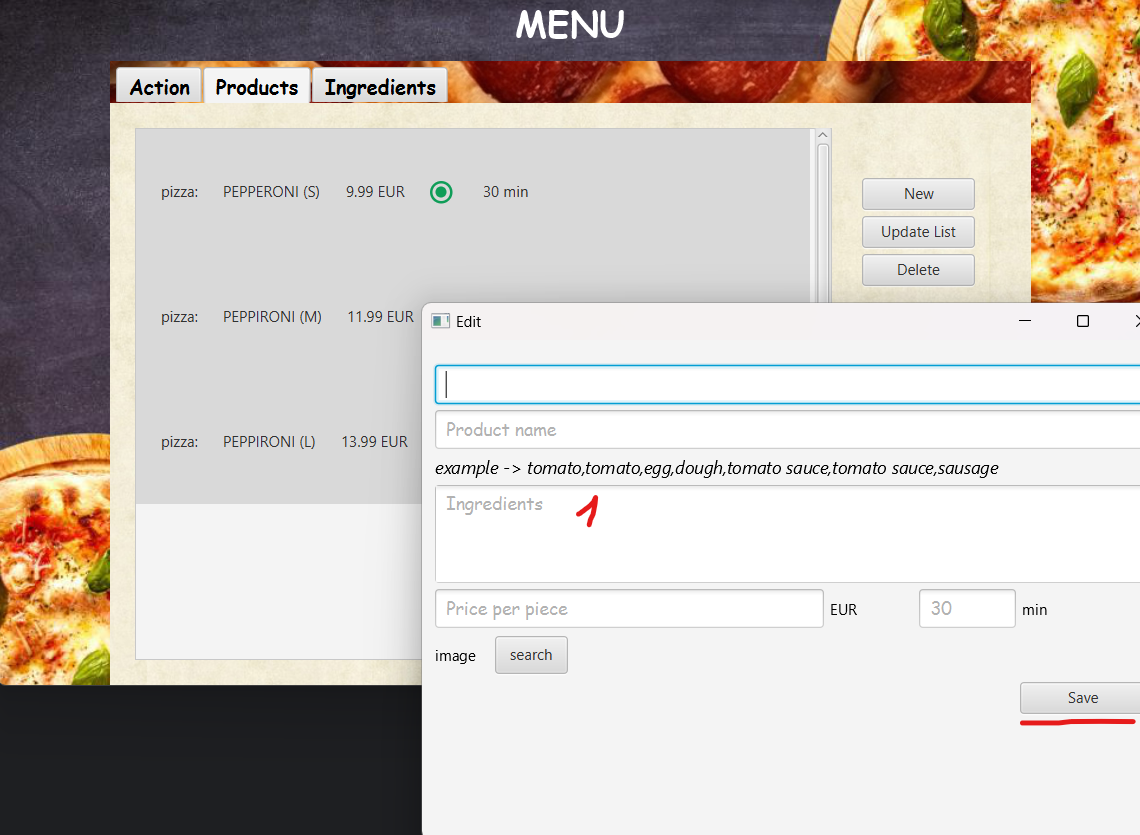 MENU
Action Products Ingredients
pizza: PEPPERONI (S) 9.99 EUR 30 min
New
Update List
Delete
pizza: PEPPIRONI (M) 11.99 EUR
Edit
pizza: PEPPIRONI (L) 13.99 EUR
Product name
example -> tomato,tomato,egg,dough,tomato sauce,tomato sauce,sausage
Ingredients 1
Price per piece EUR 30 min
image search
Save